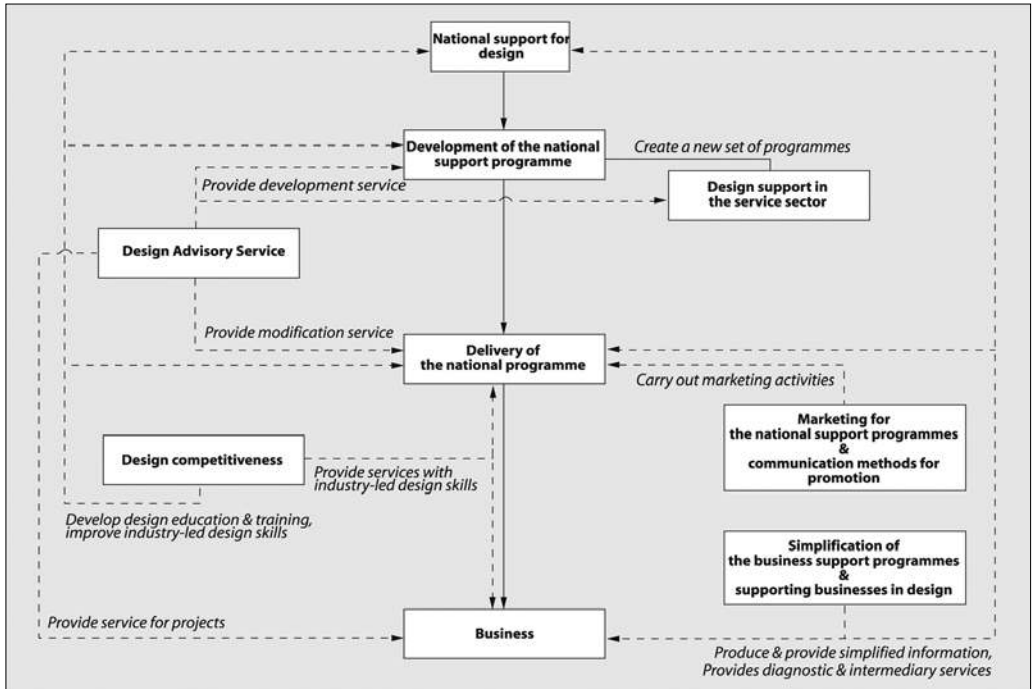 National support for
design
Development of the national
support programme
Create a new set of programmes
Provide development service
Design support in
the service sector
Design Advisory Service
Provide modification service
Delivery of
the national programme
Carry out marketing activities
Marketing for
the national support programmes
&
communication methods for
promotion
Design competitiveness
Provide services with
industry-led design skills
Develop design education & training,
improve industry-led design skills
Simplification of
the business support programmes
&
supporting businesses in design
Provide service for projects
Business
Produce & provide simplified information,
Provides diagnostic & intermediary services